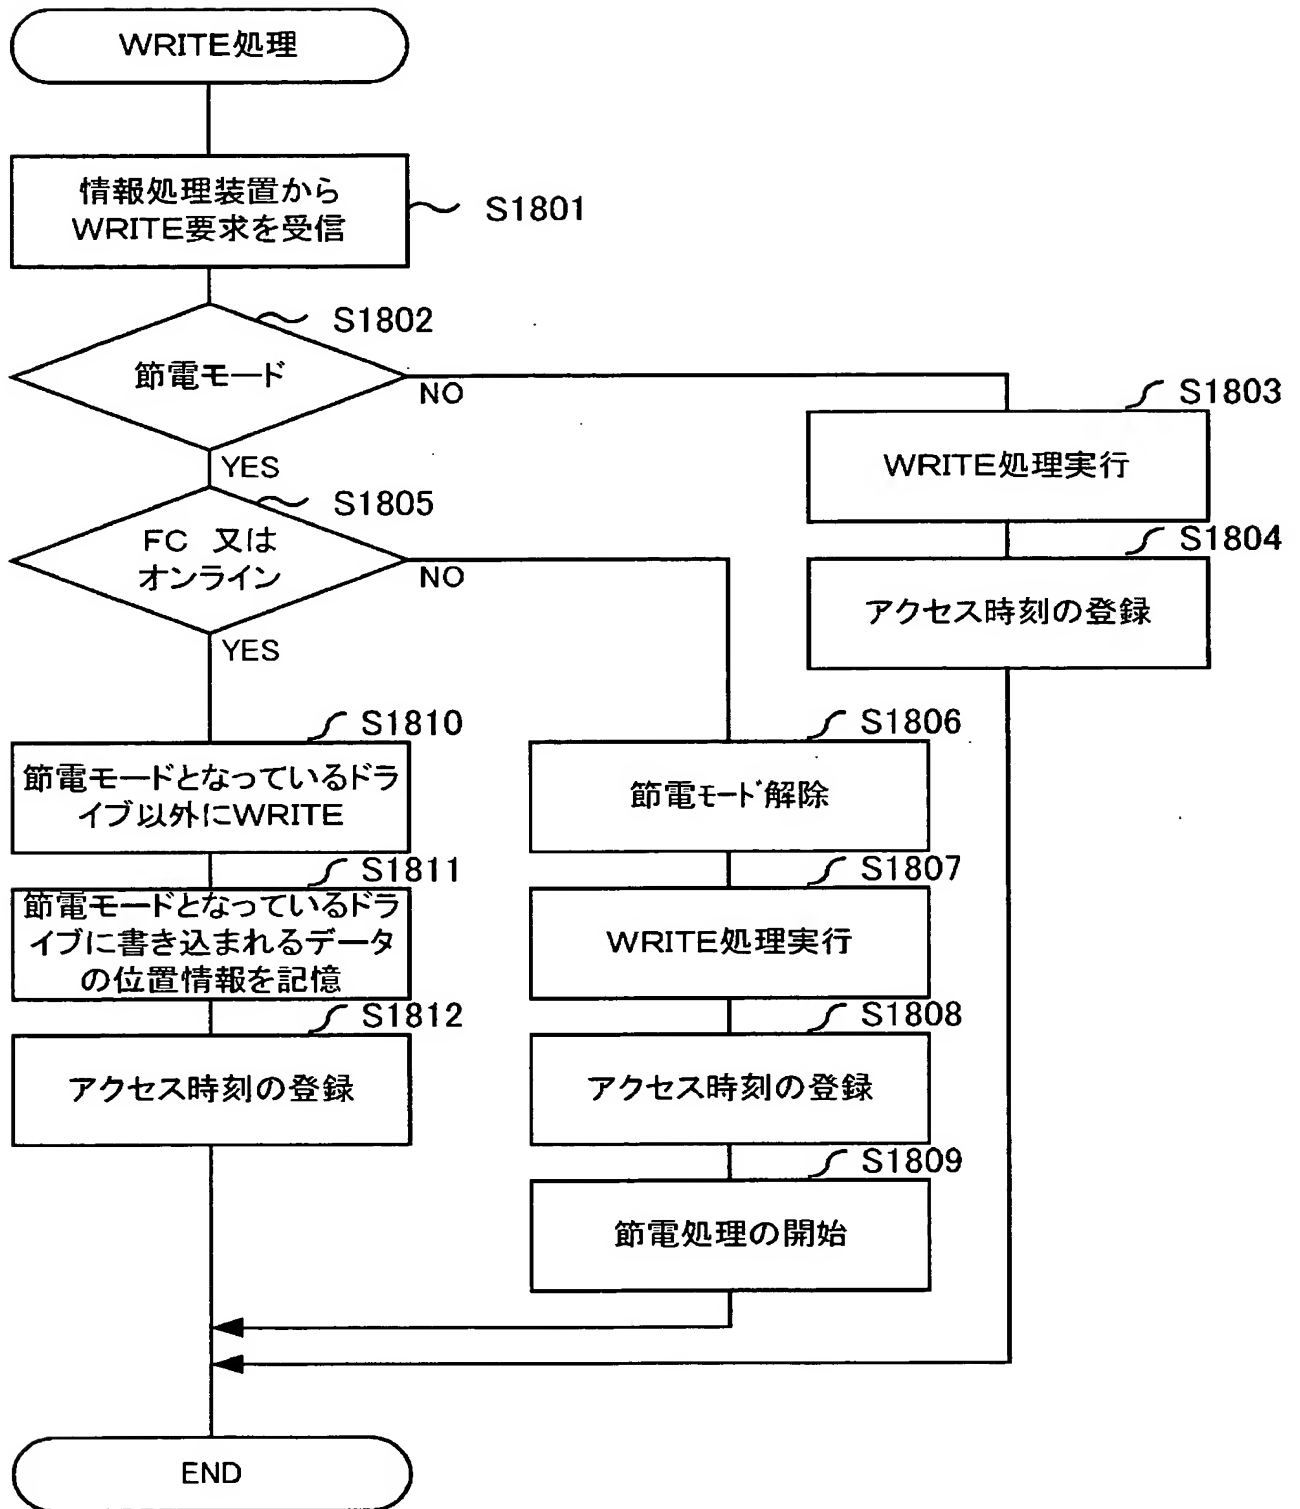 WRITE処理
情報処理装置から
WRITE要求を受信
S1801
S1802
節電モード
NO
YES
S1803
WRITE処理実行
S1804
アクセス時刻の登録
S1805
FC 又は
オンライン
NO
YES
S1810
節電モードとなっているドラ
イブ以外にWRITE
S1811
節電モードとなっているドラ
イブに書き込まれるデータ
の位置情報を記憶
S1812
アクセス時刻の登録
S1806
節電ﾓｰﾄﾞ解除
S1807
WRITE処理実行
S1808
アクセス時刻の登録
S1809
節電処理の開始
END